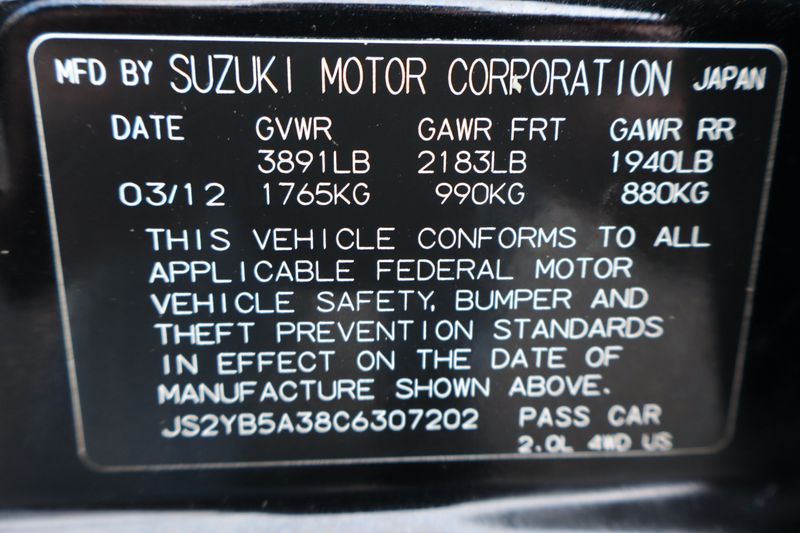 MFD BY SUZUKI MOTOR CORPORATION JAPAN
DATE GVWR GAWR FRT GAWR RR
3891LB 2183LB 1940LB
03/12 1765KG 990KG 880KG
THIS VEHICLE CONFORMS TO ALL
APPLICABLE FEDERAL MOTOR
VEHICLE SAFETY, BUMPER AND
THEFT PREVENTION STANDARDS
IN EFFECT ON THE DATE OF
MANUFACTURE SHOWN ABOVE.
JS2YB5A38C6307202 PASS CAR
2.0L 4WD US